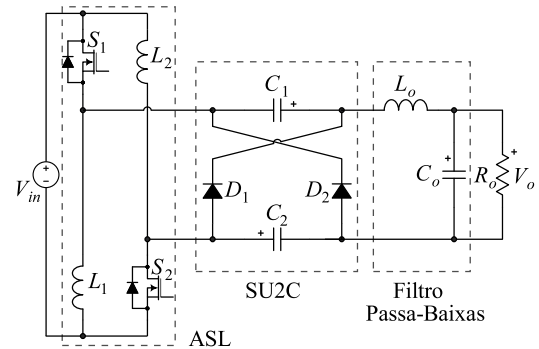 S1
L2
C1
+
Lo
+
−
Vin
D1
D2
+
Co
Ro
+
Vo
C2
+
L1
S2
SU2C
Filtro
Passa-Baixas
ASL